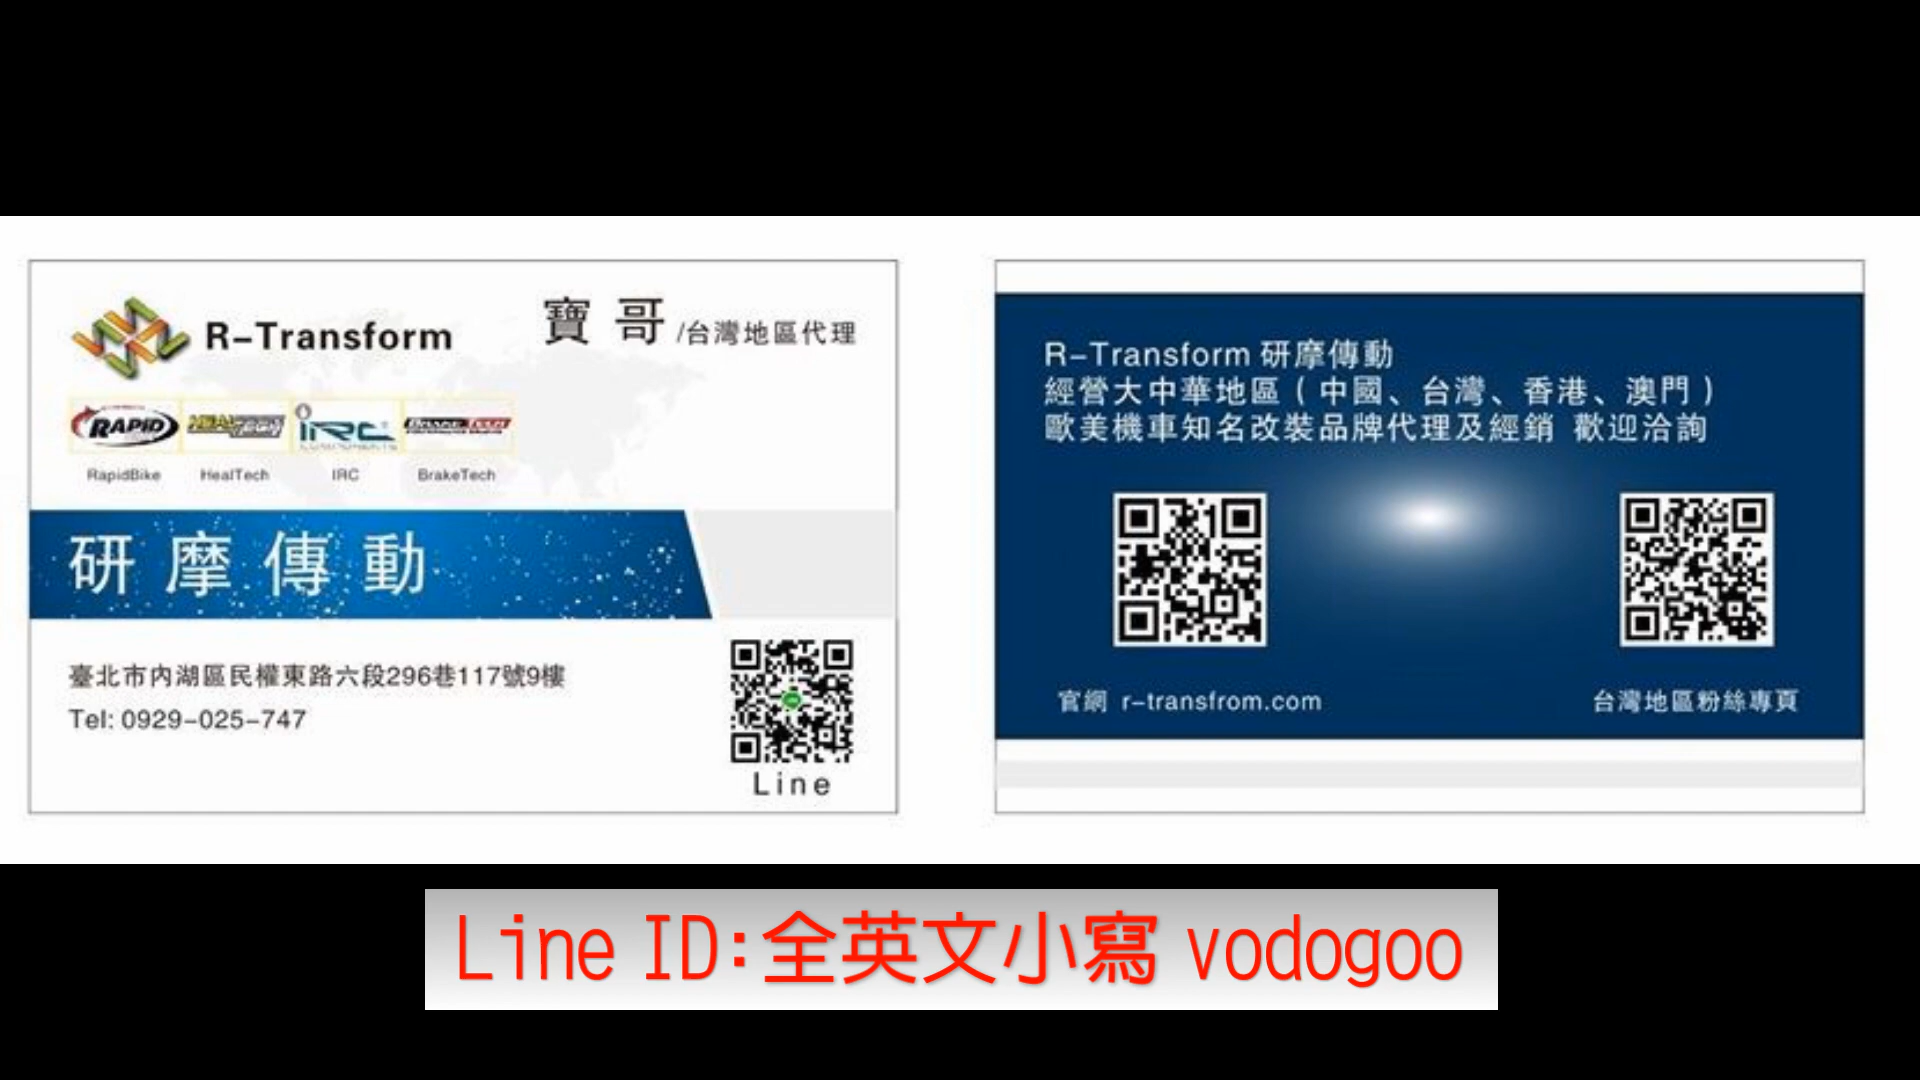 R-Transform
寶哥/台灣地區代理
RAPID
HEALTECH
IRC
COMPONENTS
BRAKE TECH
RapidBike HealTech IRC BrakeTech
研摩傳動
臺北市內湖區民權東路六段296巷117號9樓
Tel: 0929-025-747
Line
R-Transform 研摩傳動
經營大中華地區(中國、台灣、香港、澳門)
歐美機車知名改裝品牌代理及經銷 歡迎洽詢
官網 r-transfrom.com
台灣地區粉絲專頁
Line ID:全英文小寫 vodogoo